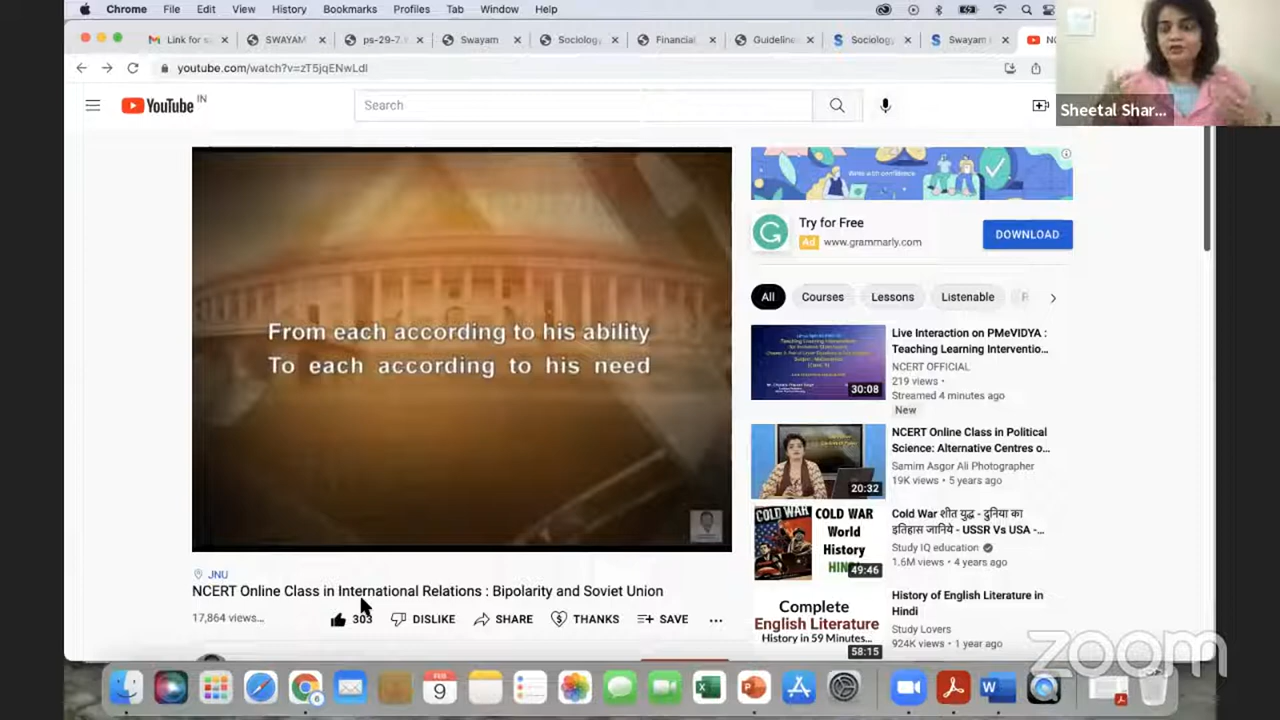 Chrome File Edit View History Bookmarks Profiles Tab Window Help
Link for s
SWAYAM
ps-29-7.
Swayam
Sociology
Financial
Guideline
Sociology
Swayam
youtube.com/watch?v=zT5jqENwLdI
Sheetal Shar...
YouTube IN
Search
From each according to his ability
To each according to his need
JNU
NCERT Online Class in International Relations : Bipolarity and Soviet Union
17,864 views...
303 DISLIKE SHARE THANKS SAVE ...
Write with confidence
Try for Free
Ad www.grammarly.com
DOWNLOAD
All Courses Lessons Listenable
30:08
Live Interaction on PMeVIDYA :
Teaching Learning Interventio...
NCERT OFFICIAL
219 views •
Streamed 4 minutes ago
New
20:32
NCERT Online Class in Political
Science: Alternative Centres o...
Samim Asgor Ali Photographer
19K views • 5 years ago
COLD WAR
COLD WAR
World
History
HIN
49:46
Cold War शीत युद्ध - दुनिया का
इतिहास जानिये - USSR Vs USA -...
Study IQ education
1.6M views • 4 years ago
Complete
English Literature
History in 59 Minutes...
58:15
History of English Literature in
Hindi
Study Lovers
924K views • 1 year ago
zoom
FEB
9